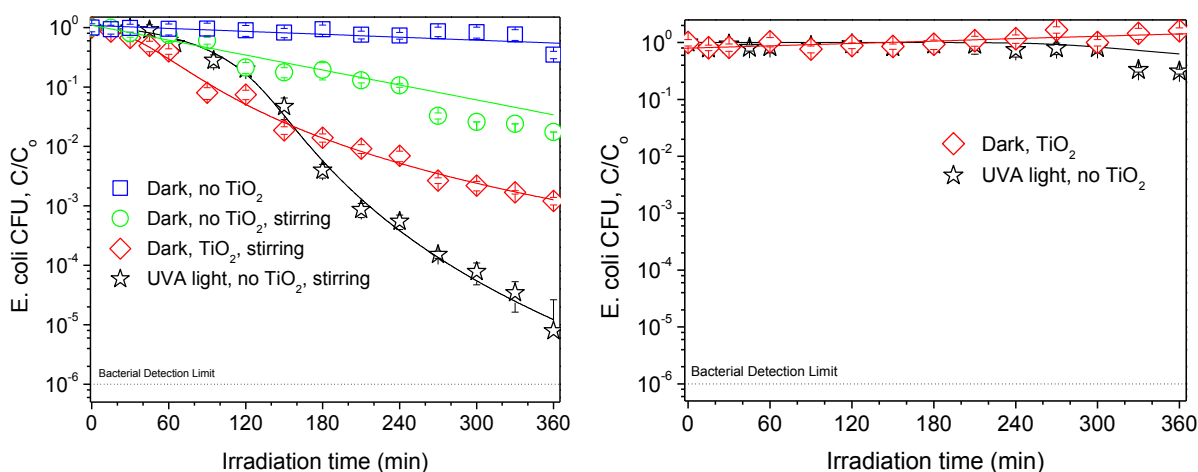 10⁰
10⁻¹
10⁻²
10⁻³
10⁻⁴
10⁻⁵
10⁻⁶
E. coli CFU, C/Cₒ
Dark, no TiO₂
Dark, no TiO₂, stirring
Dark, TiO₂, stirring
UVA light, no TiO₂, stirring
Bacterial Detection Limit
0 60 120 180 240 300 360
Irradiation time (min)
10⁰
10⁻¹
10⁻²
10⁻³
10⁻⁴
10⁻⁵
10⁻⁶
E. coli CFU, C/Cₒ
Dark, TiO₂
UVA light, no TiO₂
Bacterial Detection Limit
0 60 120 180 240 300 360
Irradiation time (min)